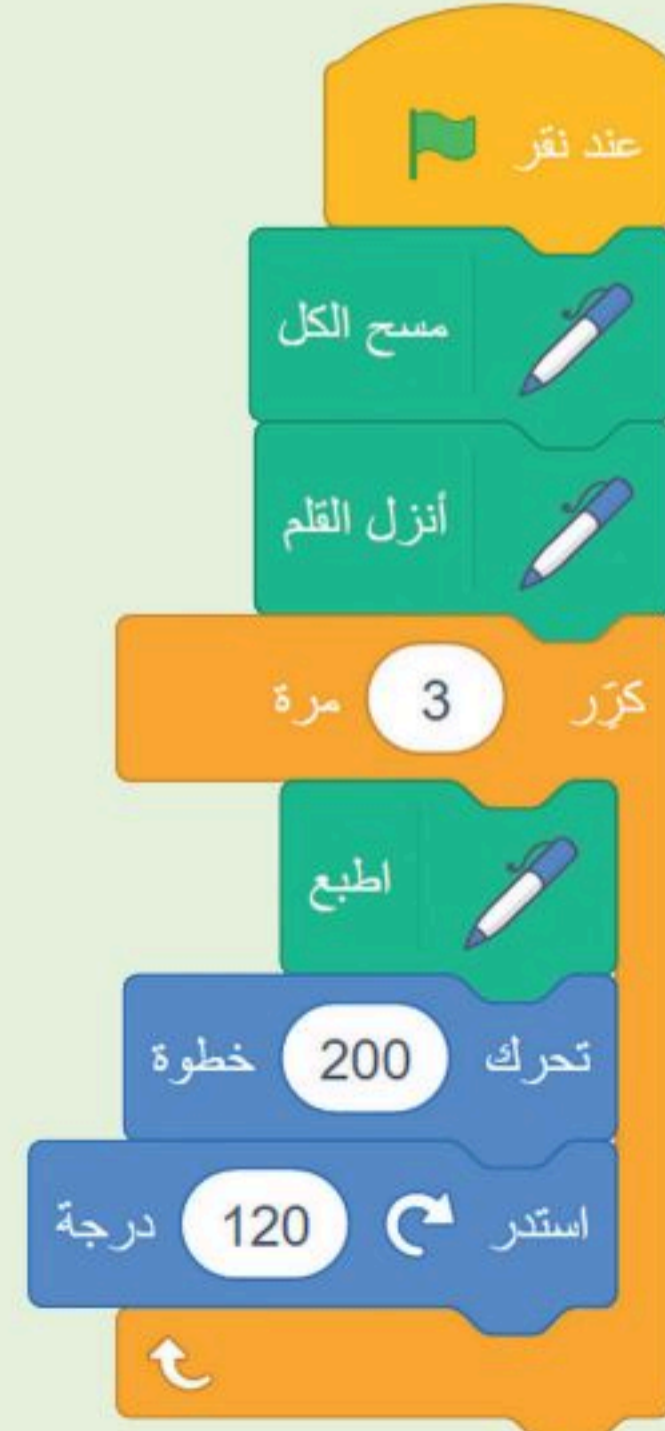 عند نقر
مسح الكل
أنزل القلم
كرّر 3 مرة
اطبع
تحرك 200 خطوة
استدر 120 درجة